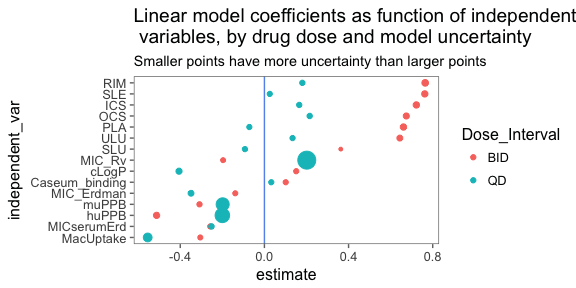 Linear model coefficients as function of independent
variables, by drug dose and model uncertainty
Smaller points have more uncertainty than larger points
independent_var
RIM
SLE
ICS
OCS
PLA
ULU
SLU
MIC_Rv
cLogP
Caseum_binding
MIC_Erdman
muPPB
huPPB
MICserumErd
MacUptake
-0.4 0.0 0.4 0.8
estimate
Dose_Interval
BID
QD